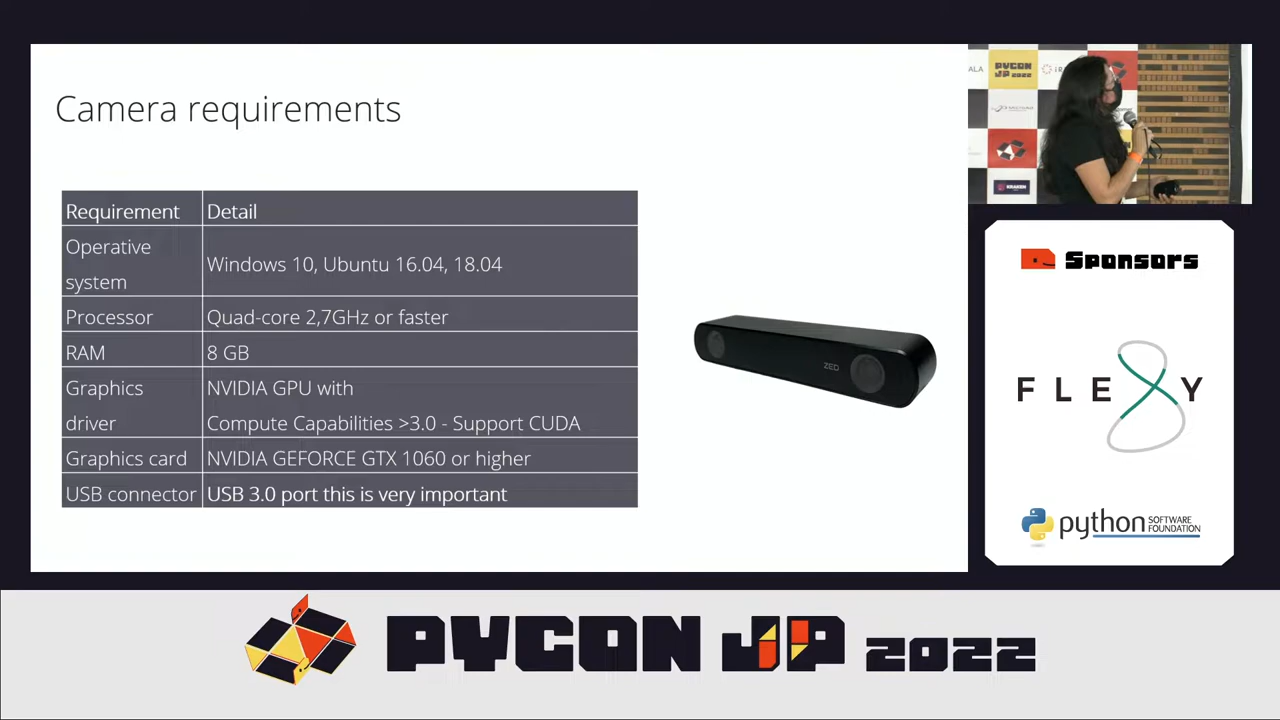 Camera requirements
Requirement Detail
Operative system Windows 10, Ubuntu 16.04, 18.04
Processor Quad-core 2,7GHz or faster
RAM 8 GB
Graphics driver NVIDIA GPU with
Compute Capabilities >3.0 - Support CUDA
Graphics card NVIDIA GEFORCE GTX 1060 or higher
USB connector USB 3.0 port this is very important
ZED
ALA
PYCON
JP 2022
KRAKEN
Sponsors
FLEXY
python SOFTWARE
FOUNDATION
PYCON JP 2022